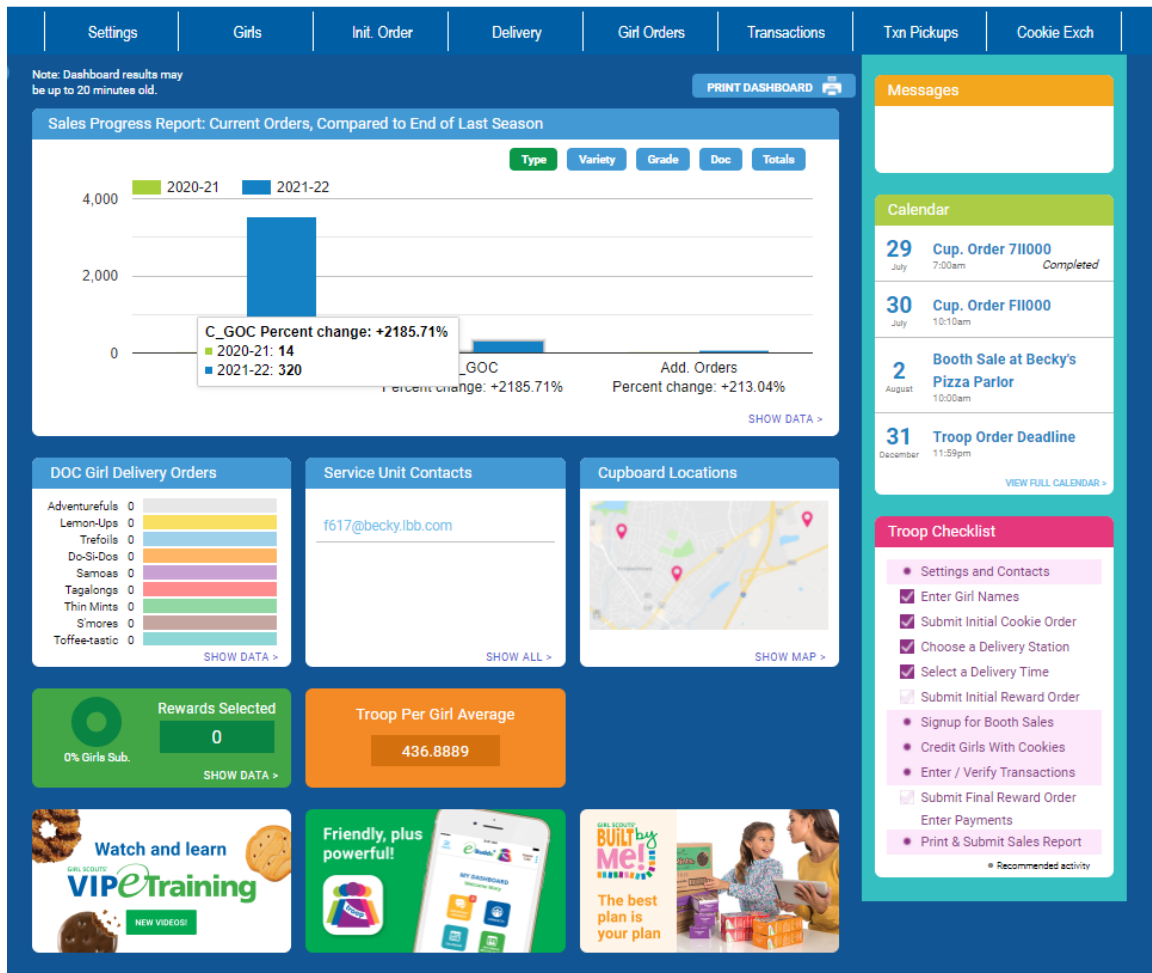 Settings
Girls
Init. Order
Delivery
Girl Orders
Transactions
Txn Pickups
Cookie Exch
Note: Dashboard results may
be up to 20 minutes old.
PRINT DASHBOARD
Sales Progress Report: Current Orders, Compared to End of Last Season
Type
Variety
Grade
Doc
Totals
2020-21
2021-22
4,000
2,000
0
C_GOC Percent change: +2185.71%
2020-21: 14
2021-22: 320
_GOC
Percent change: +2185.71%
Add. Orders
Percent change: +213.04%
SHOW DATA >
DOC Girl Delivery Orders
Adventurefuls 0
Lemon-Ups 0
Trefoils 0
Do-Si-Dos 0
Samoas 0
Tagalongs 0
Thin Mints 0
S'mores 0
Toffee-tastic 0
SHOW DATA >
Service Unit Contacts
f617@becky.lbb.com
SHOW ALL >
Cupboard Locations
SHOW MAP >
Rewards Selected
0
0% Girls Sub.
SHOW DATA >
Troop Per Girl Average
436.8889
Watch and learn
GIRL SCOUTS'
VIP eTraining
NEW VIDEOS!
Friendly, plus
powerful!
troop
MY DASHBOARD
GIRL SCOUTS'
BUILT by
Me!
The best
plan is
your plan
Messages
Calendar
29
July
Cup. Order 7II000
7:00am
Completed
30
July
Cup. Order FII000
10:10am
2
August
Booth Sale at Becky's
Pizza Parlor
10:00am
31
December
Troop Order Deadline
11:59pm
VIEW FULL CALENDAR >
Troop Checklist
Settings and Contacts
Enter Girl Names
Submit Initial Cookie Order
Choose a Delivery Station
Select a Delivery Time
Submit Initial Reward Order
Signup for Booth Sales
Credit Girls With Cookies
Enter / Verify Transactions
Submit Final Reward Order
Enter Payments
Print & Submit Sales Report
Recommended activity